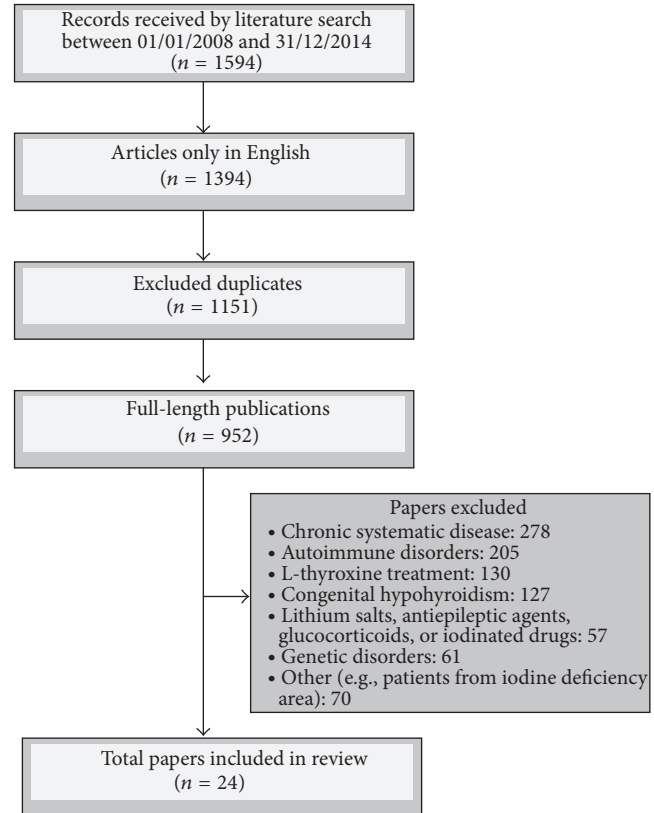 Records received by literature search
between 01/01/2008 and 31/12/2014
(n = 1594)
Articles only in English
(n = 1394)
Excluded duplicates
(n = 1151)
Full-length publications
(n = 952)
Papers excluded
• Chronic systematic disease: 278
• Autoimmune disorders: 205
• L-thyroxine treatment: 130
• Congenital hypohyroidism: 127
• Lithium salts, antiepileptic agents,
glucocorticoids, or iodinated drugs: 57
• Genetic disorders: 61
• Other (e.g., patients from iodine deficiency
area): 70
Total papers included in review
(n = 24)